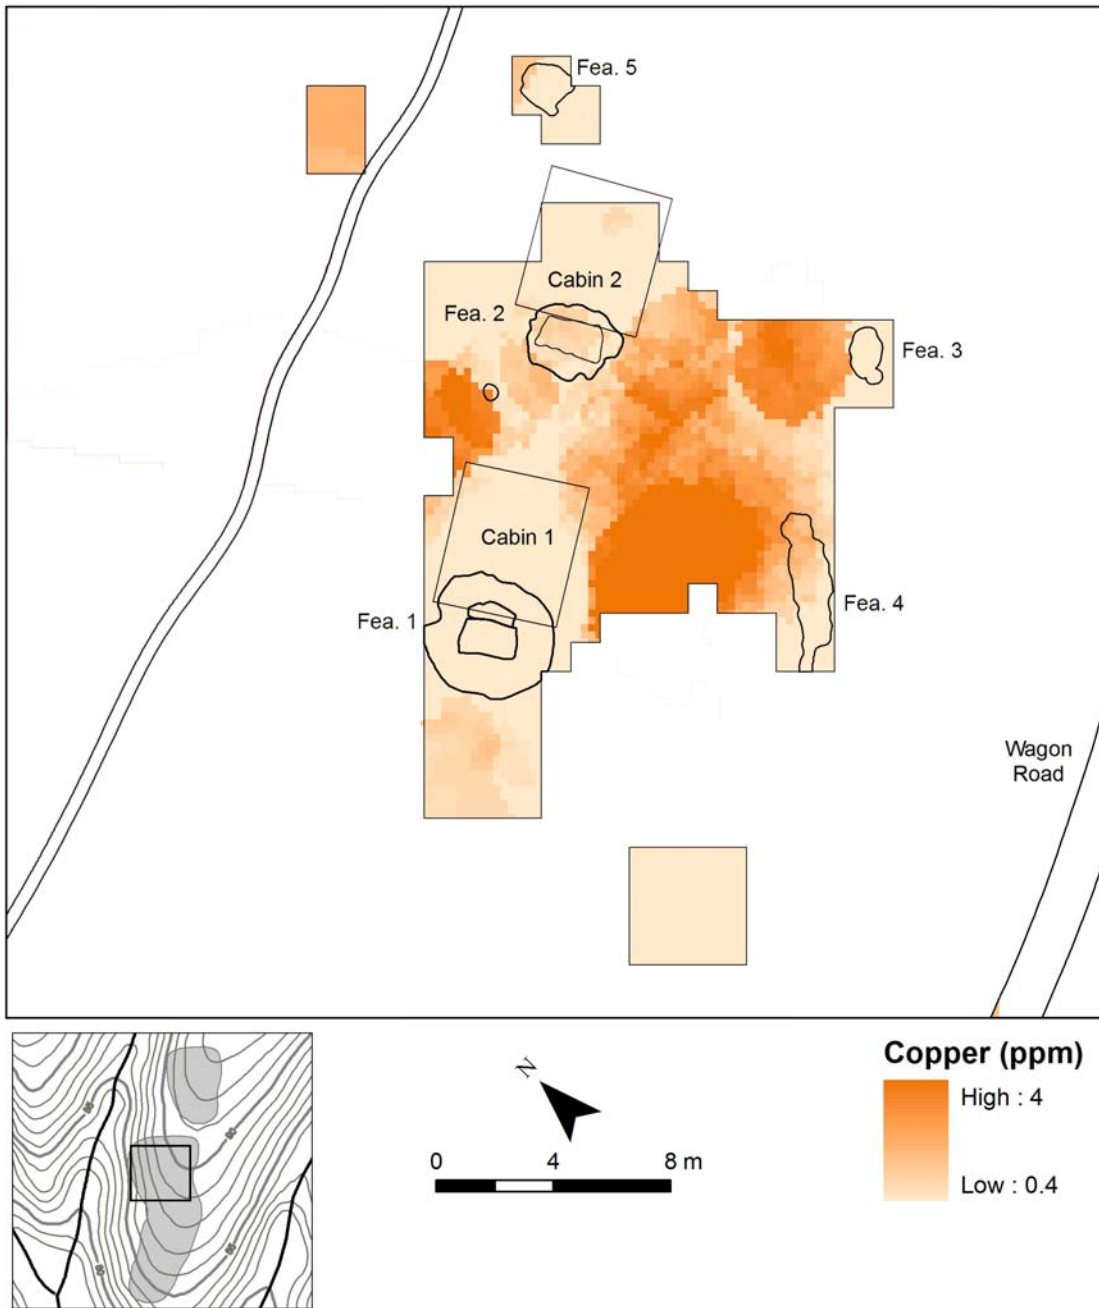 Fea. 5
Cabin 2
Fea. 2
Fea. 3
Cabin 1
Fea. 4
Fea. 1
Wagon
Road
N
0 4 8 m
Copper (ppm)
High : 4
Low : 0.4